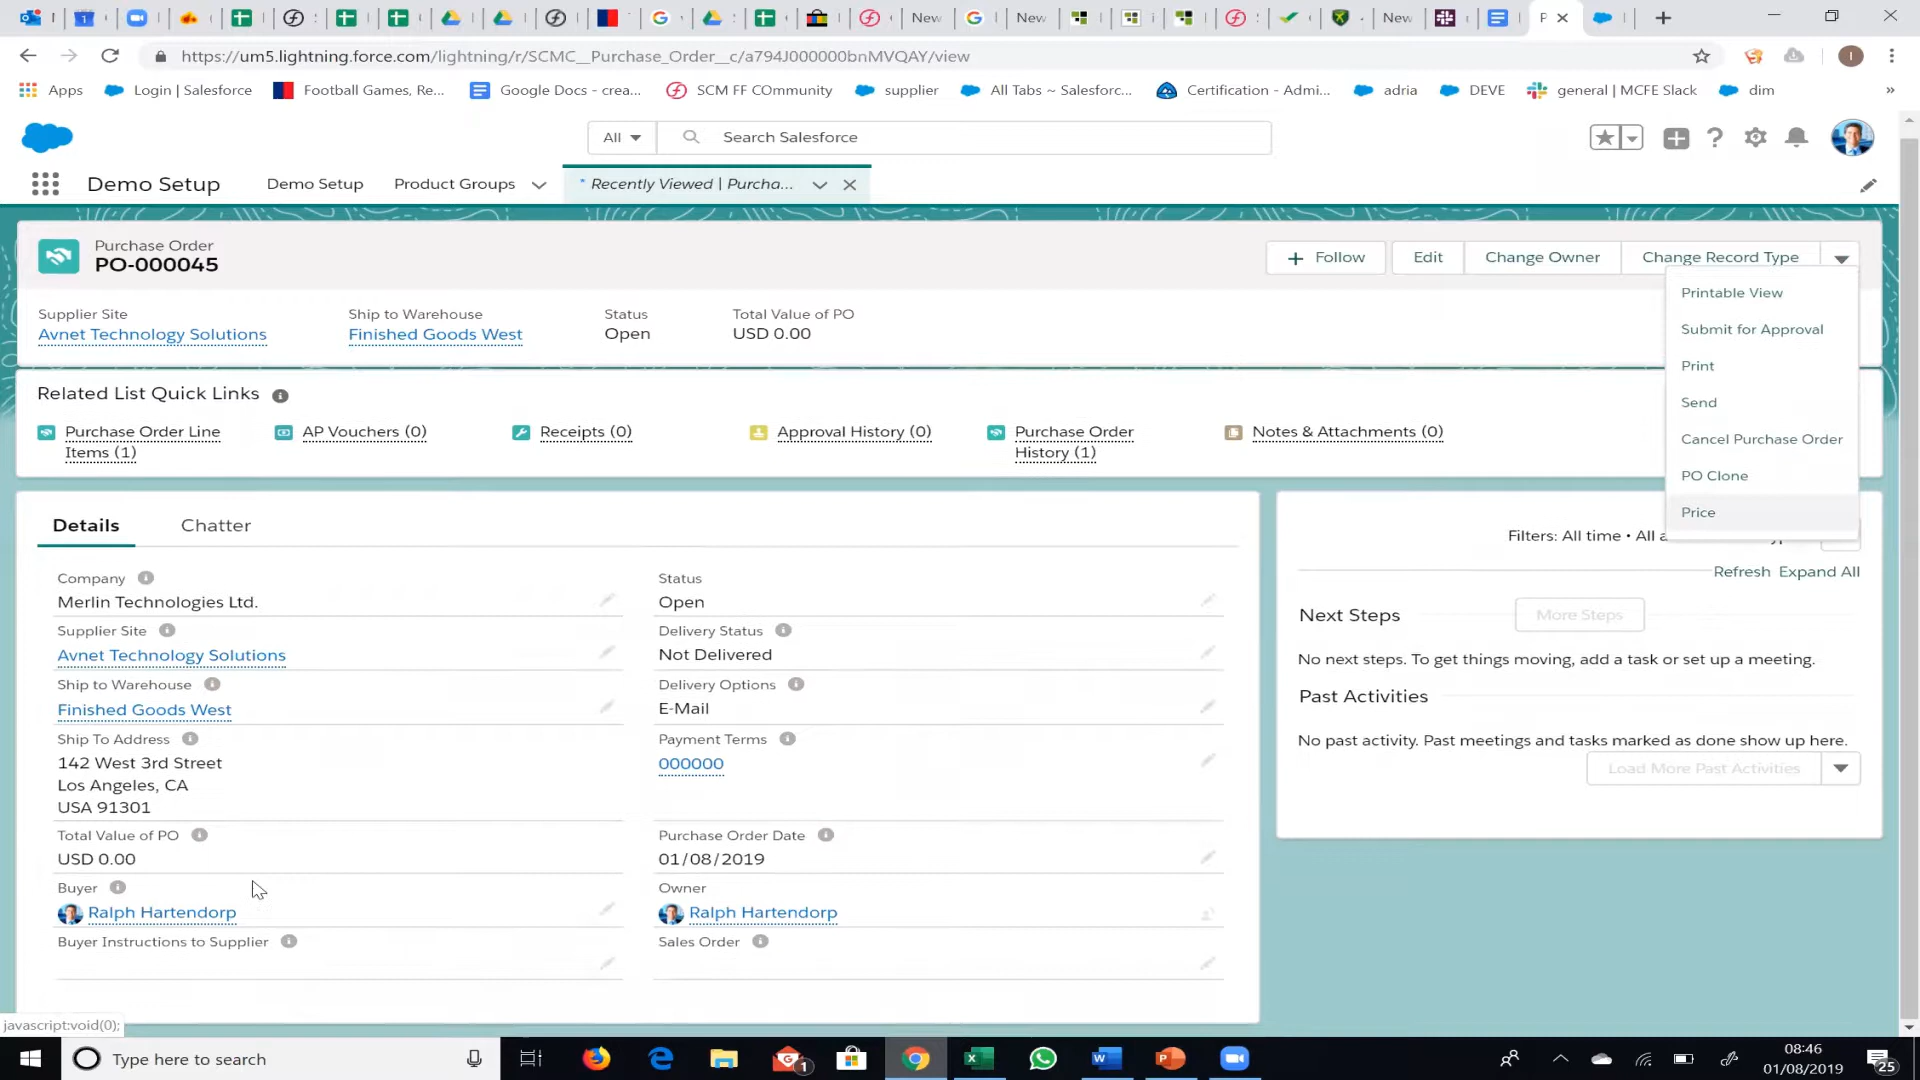 New
New
New
P
https://um5.lightning.force.com/lightning/r/SCMC__Purchase_Order__c/a794J000000bnMVQAY/view
Apps
Login | Salesforce
Football Games, Re...
Google Docs - crea...
SCM FF COmmunity
supplier
All Tabs ~ Salesforc...
Certification - Admi...
adria
DEVE
general | MCFE Slack
dim
»
All
Search Salesforce
Demo Setup
Demo Setup
Product Groups
* Recently Viewed | Purcha...
Purchase Order
PO-000045
Follow
Edit
Change Owner
Change Record Type
Supplier Site
Ship to Warehouse
Status
Total Value of PO
Avnet Technology Solutions
Finished Goods West
Open
USD 0.00
Printable View
Submit for Approval
Print
Send
Cancel Purchase Order
PO Clone
Price
Related List Quick Links
Purchase Order Line
Items (1)
AP Vouchers (0)
Receipts (0)
Approval History (0)
Purchase Order
History (1)
Notes & Attachments (0)
Details
Chatter
Company
Merlin Technologies Ltd.
Status
Open
Supplier Site
Avnet Technology Solutions
Delivery Status
Not Delivered
Ship to Warehouse
Finished Goods West
Delivery Options
E-Mail
Ship To Address
142 West 3rd Street
Los Angeles, CA
USA 91301
Payment Terms
000000
Total Value of PO
USD 0.00
Purchase Order Date
01/08/2019
Buyer
Ralph Hartendorp
Owner
Ralph Hartendorp
Buyer Instructions to Supplier
Sales Order
Filters: All time • All
Refresh Expand All
Next Steps
More Steps
No next steps. To get things moving, add a task or set up a meeting.
Past Activities
No past activity. Past meetings and tasks marked as done show up here.
Load More Past Activities
javascript:void(0);
Type here to search
1
08:46
01/08/2019
25